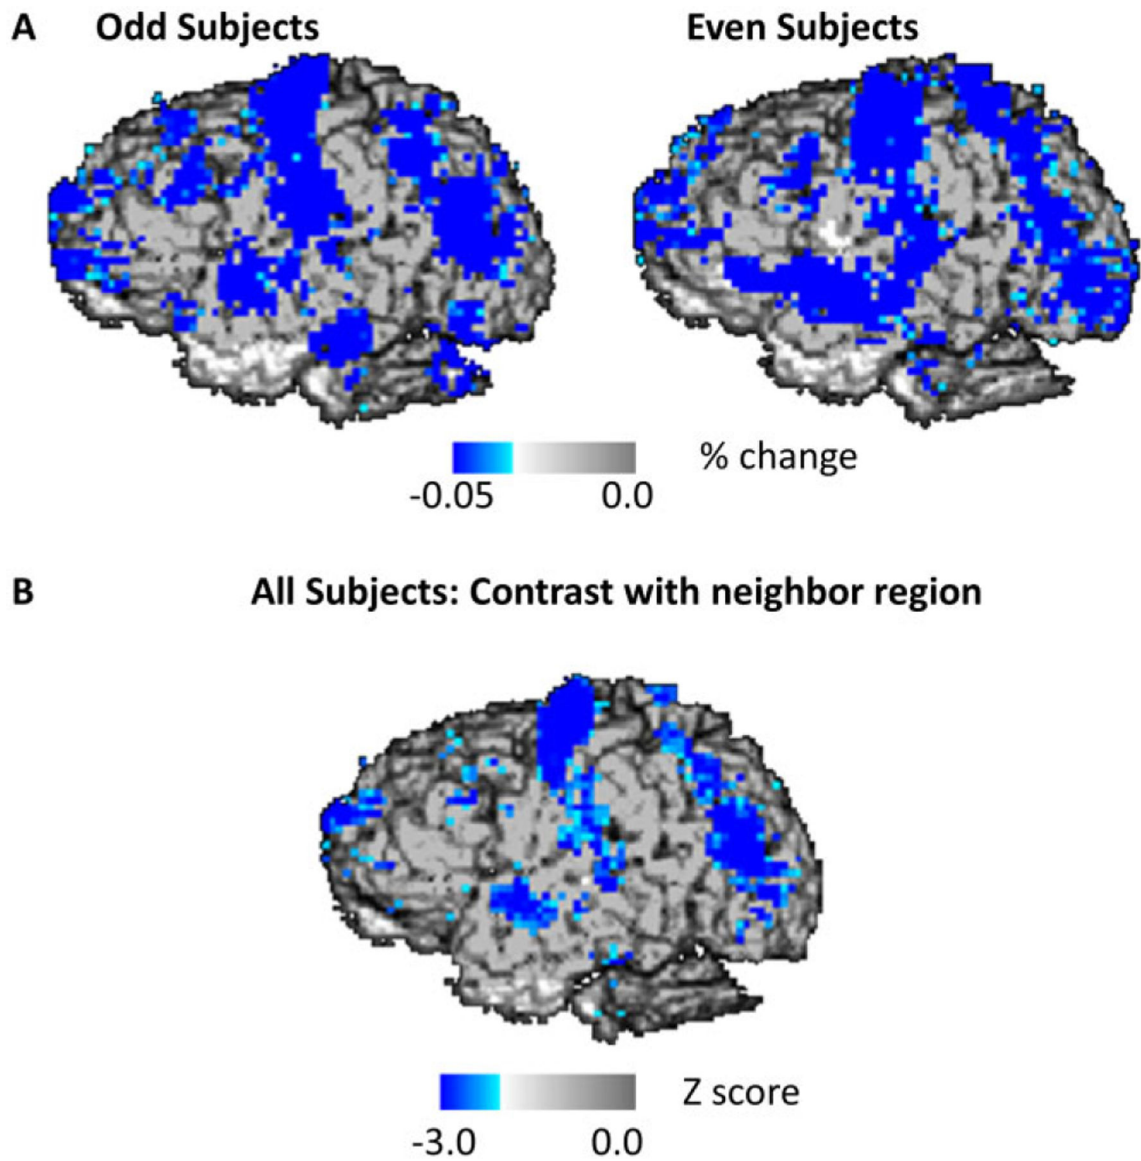 A Odd Subjects Even Subjects
% change
-0.05 0.0
B All Subjects: Contrast with neighbor region
Z score
-3.0 0.0